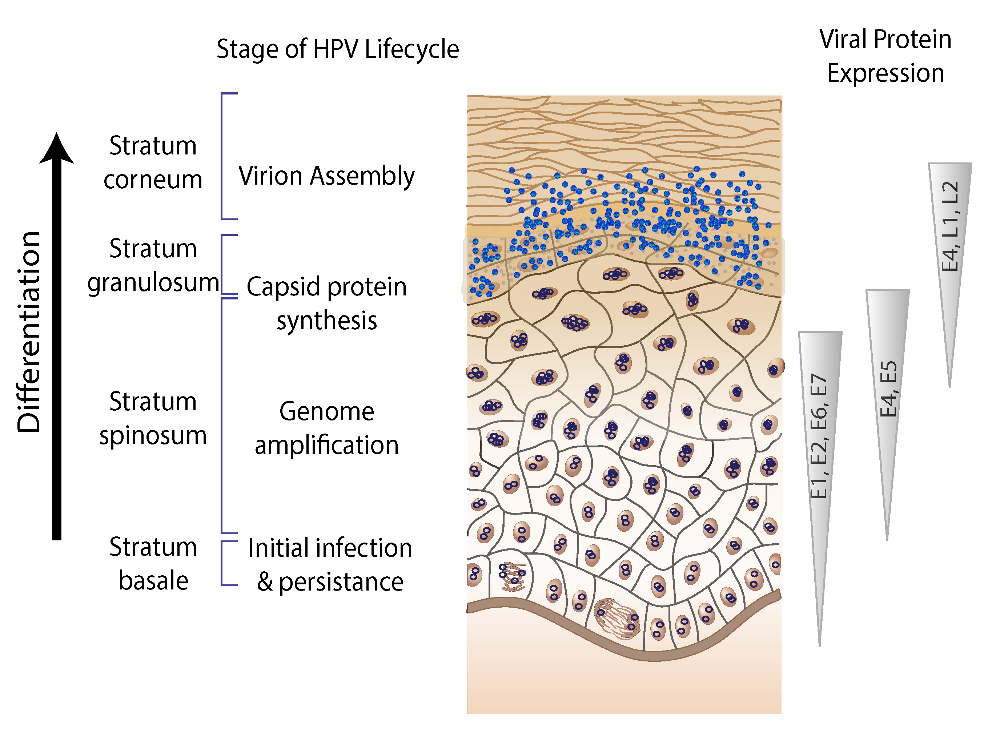 Stage of HPV Lifecycle
Viral Protein
Expression
Differentiation
Stratum
corneum
Virion Assembly
Stratum
granulosum
Capsid protein
synthesis
Stratum
spinosum
Genome
amplification
Stratum
basale
Initial infection
& persistance
E1, E2, E6, E7
E4, E5
E4, L1, L2